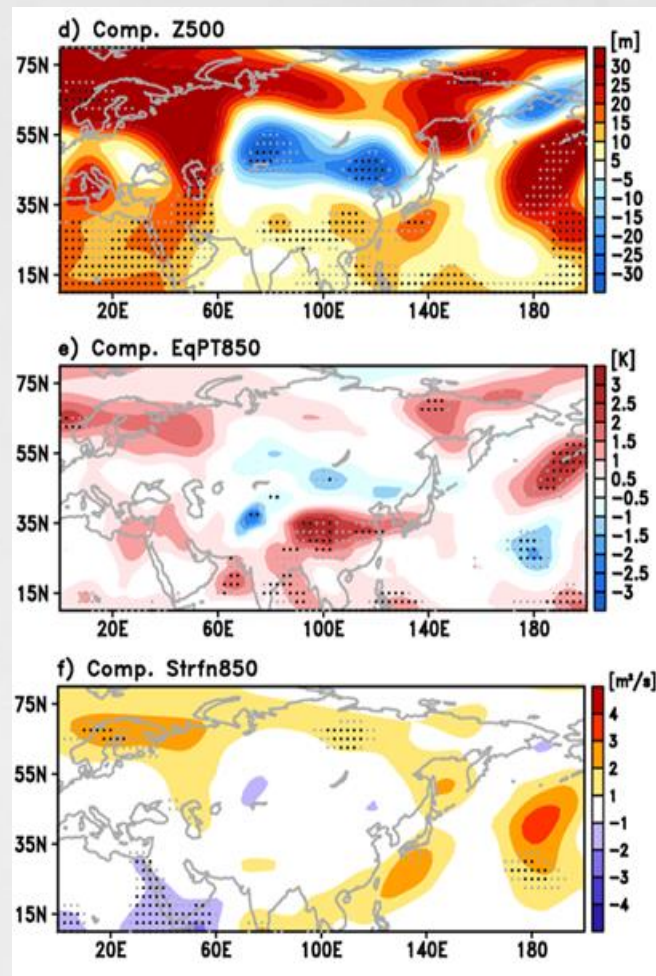 d) Comp. Z500
[m]
75N
55N
35N
15N
30
25
20
15
10
5
-5
-10
-15
-20
-25
-30
20E 60E 100E 140E 180
e) Comp. EqPT850
[K]
75N
55N
35N
15N
3
2.5
2
1.5
1
0.5
-0.5
-1
-1.5
-2
-2.5
-3
20E 60E 100E 140E 180
f) Comp. Strfn850
[m²/s]
75N
55N
35N
15N
4
3
2
1
-1
-2
-3
-4
20E 60E 100E 140E 180